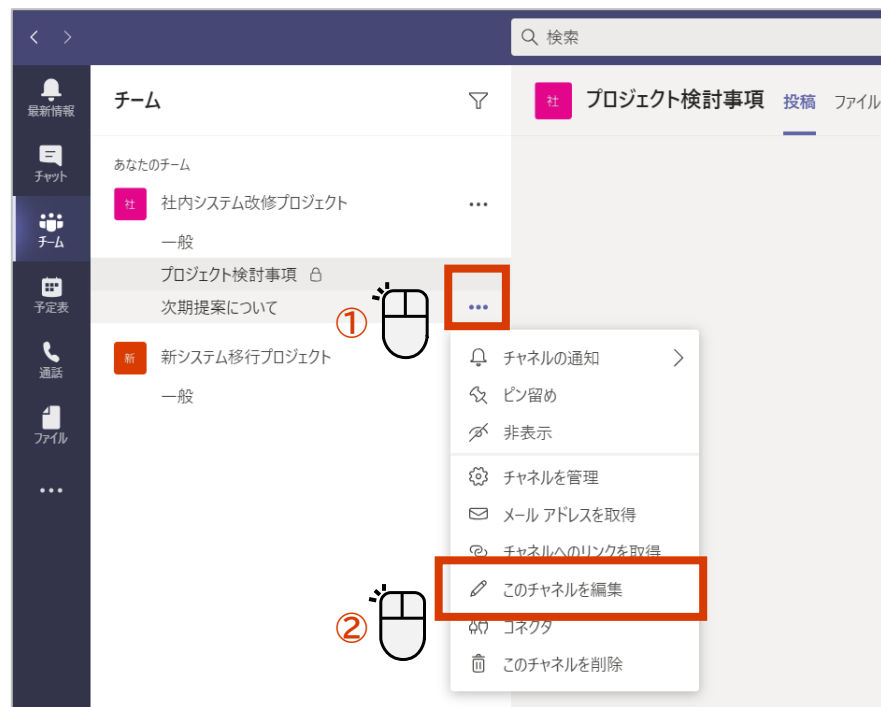 検索
最新情報
チャット
チーム
予定表
通話
ファイル
チーム
あなたのチーム
社 社内システム改修プロジェクト
一般
プロジェクト検討事項
次期提案について
新 新システム移行プロジェクト
一般
社 プロジェクト検討事項 投稿 ファイル
①
チャネルの通知
ピン留め
非表示
チャネルを管理
メール アドレスを取得
チャネルへのリンクを取得
このチャネルを編集
②
コネクタ
このチャネルを削除